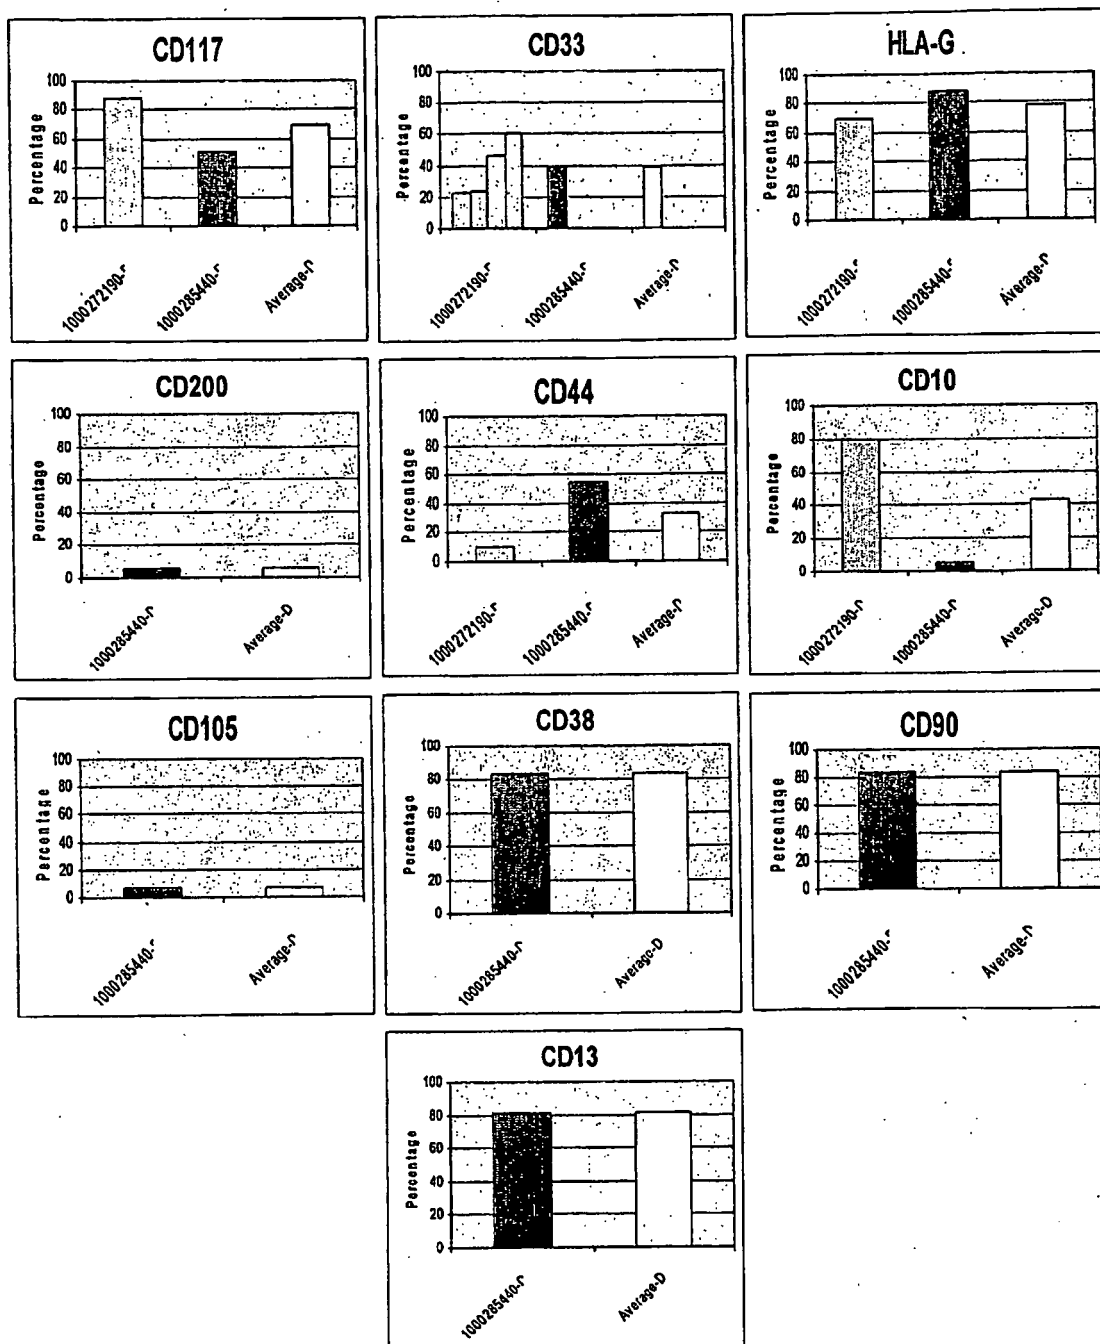 CD117
Percentage
100
80
60
40
20
0
1000272190-
1000285440-
Average-
CD33
Percentage
100
80
60
40
20
0
1000272190-
1000285440-
Average-
HLA-G
Percentage
100
80
60
40
20
0
1000272190-
1000285440-
Average-
CD200
Percentage
100
80
60
40
20
0
1000285440-
Average-D
CD44
Percentage
100
80
60
40
20
0
1000272190-
1000285440-
Average-D
CD10
Percentage
100
80
60
40
20
0
1000272190-
1000285440-
Average-D
CD105
Percentage
100
80
60
40
20
0
1000285440-
Average-
CD38
Percentage
100
80
60
40
20
0
1000285440-
Average-D
CD90
Percentage
100
80
60
40
20
0
1000285440-
Average-
CD13
Percentage
100
80
60
40
20
0
1000285440-
Average-D